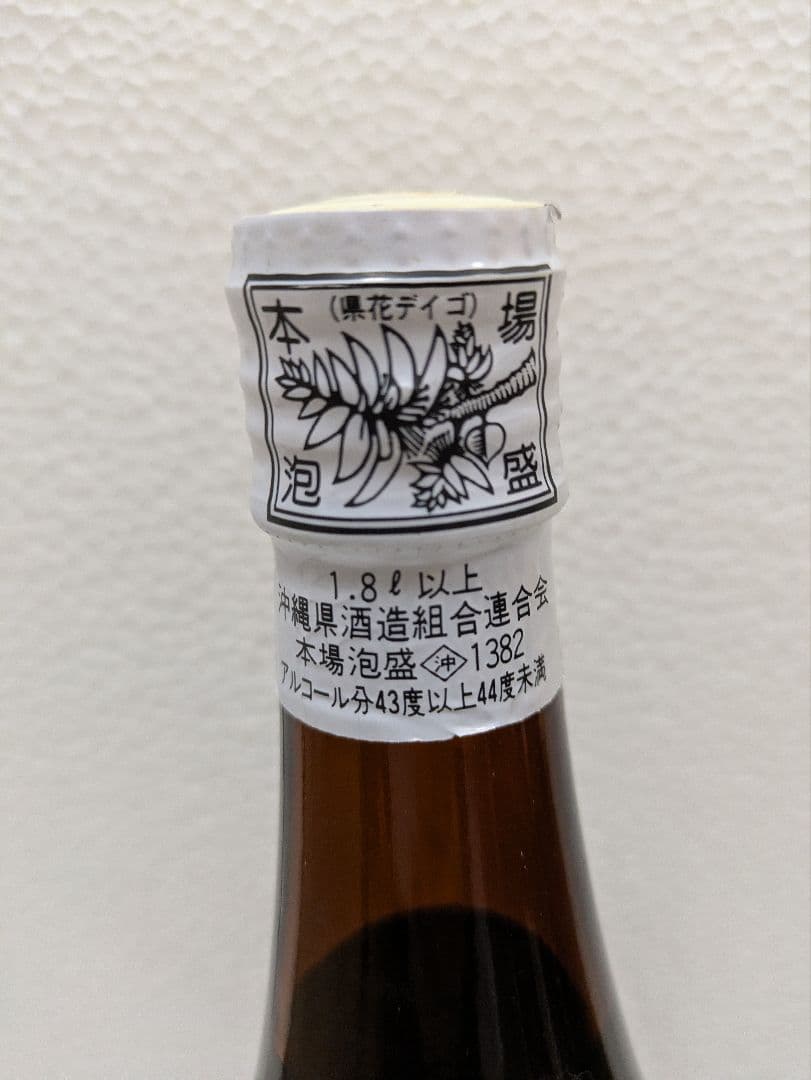 本場
(県花デイゴ)
泡盛
1.8ℓ以上
沖縄県酒造組合連合会
本場泡盛 沖 1382
アルコール分43度以上44度未満